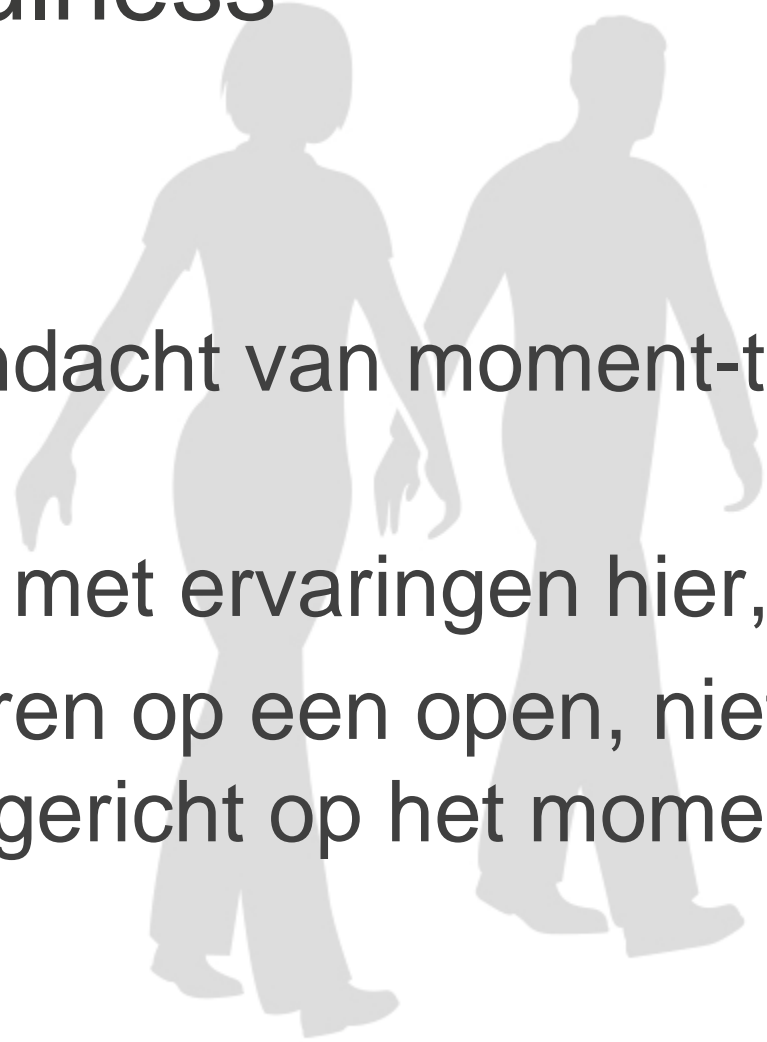 ndacht van moment-t
met ervaringen hier,
ren op een open, nie
gericht op het mome